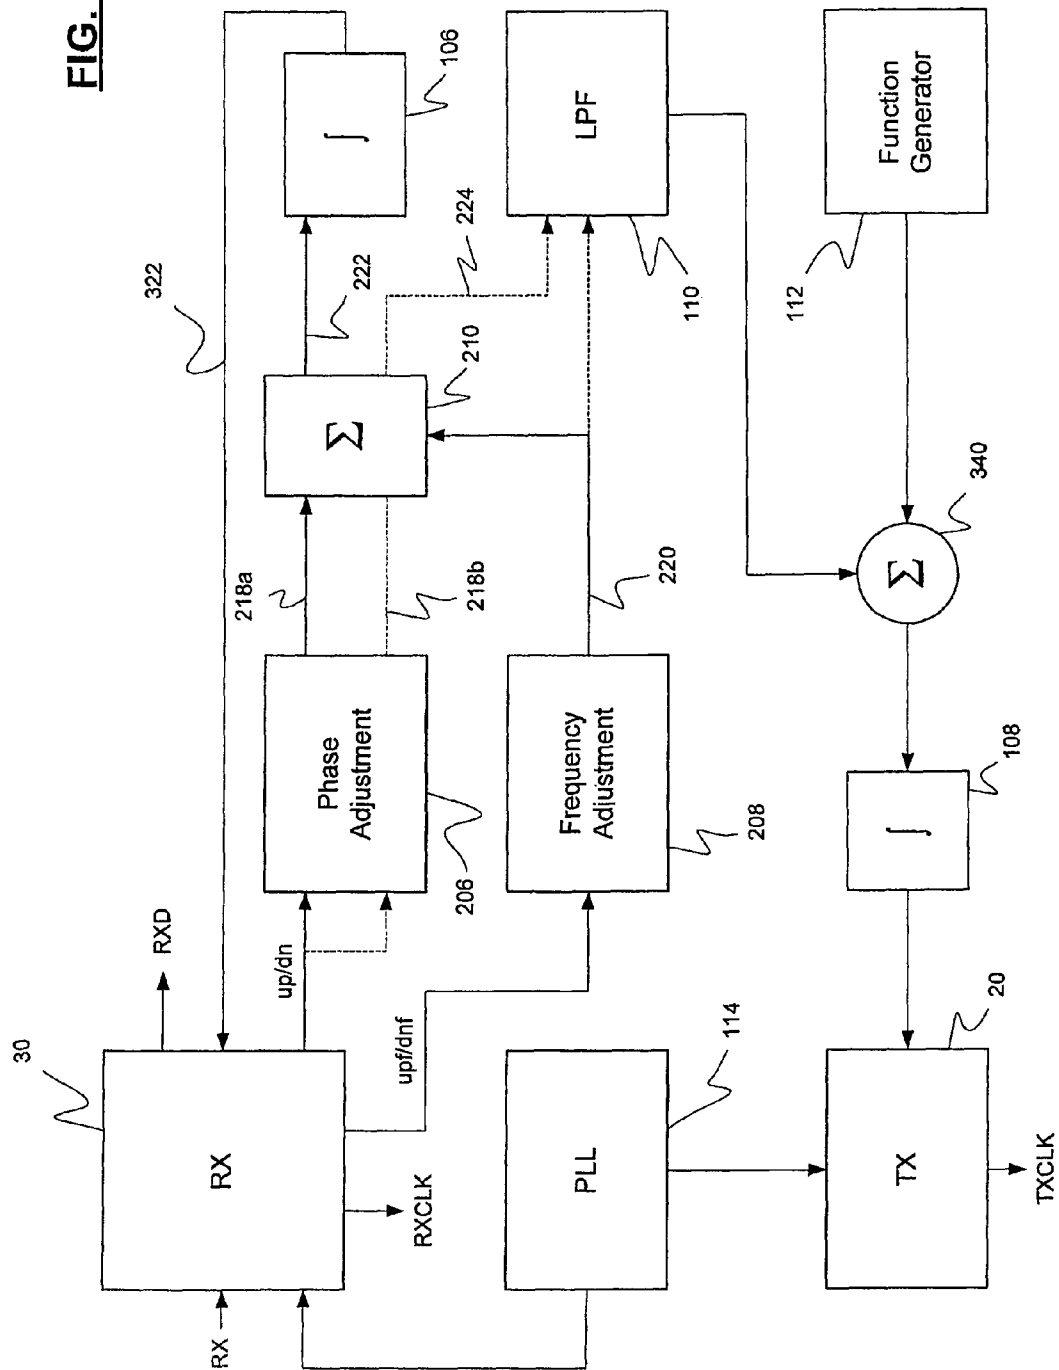 FIG.
322
∫
106
222
224
LPF
110
Function
Generator
112
Σ
210
218a
218b
220
Σ
340
Phase
Adjustment
206
Frequency
Adjustment
208
∫
108
RXD
up/dn
upf/dnf
30
RX
RXCLK
RX
PLL
114
TX
20
TXCLK